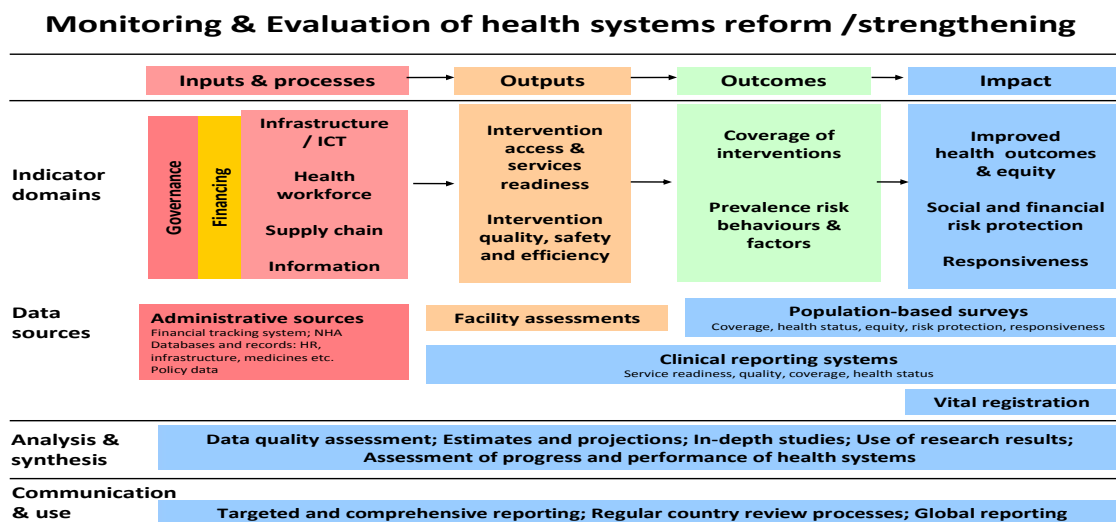 Monitoring & Evaluation of health systems reform /strengthening
Inputs & processes
Outputs
Outcomes
Impact
Indicator
domains
Governance
Financing
Infrastructure
/ ICT
Health
workforce
Supply chain
Information
Intervention
access &
services
readiness
Intervention
quality, safety
and efficiency
Coverage of
interventions
Prevalence risk
behaviours &
factors
Improved
health outcomes
& equity
Social and financial
risk protection
Responsiveness
Data
sources
Administrative sources
Financial tracking system; NHA
Databases and records: HR,
infrastructure, medicines etc.
Policy data
Facility assessments
Population-based surveys
Coverage, health status, equity, risk protection, responsiveness
Clinical reporting systems
Service readiness, quality, coverage, health status
Vital registration
Analysis &
synthesis
Data quality assessment; Estimates and projections; In-depth studies; Use of research results;
Assessment of progress and performance of health systems
Communication
& use
Targeted and comprehensive reporting; Regular country review processes; Global reporting